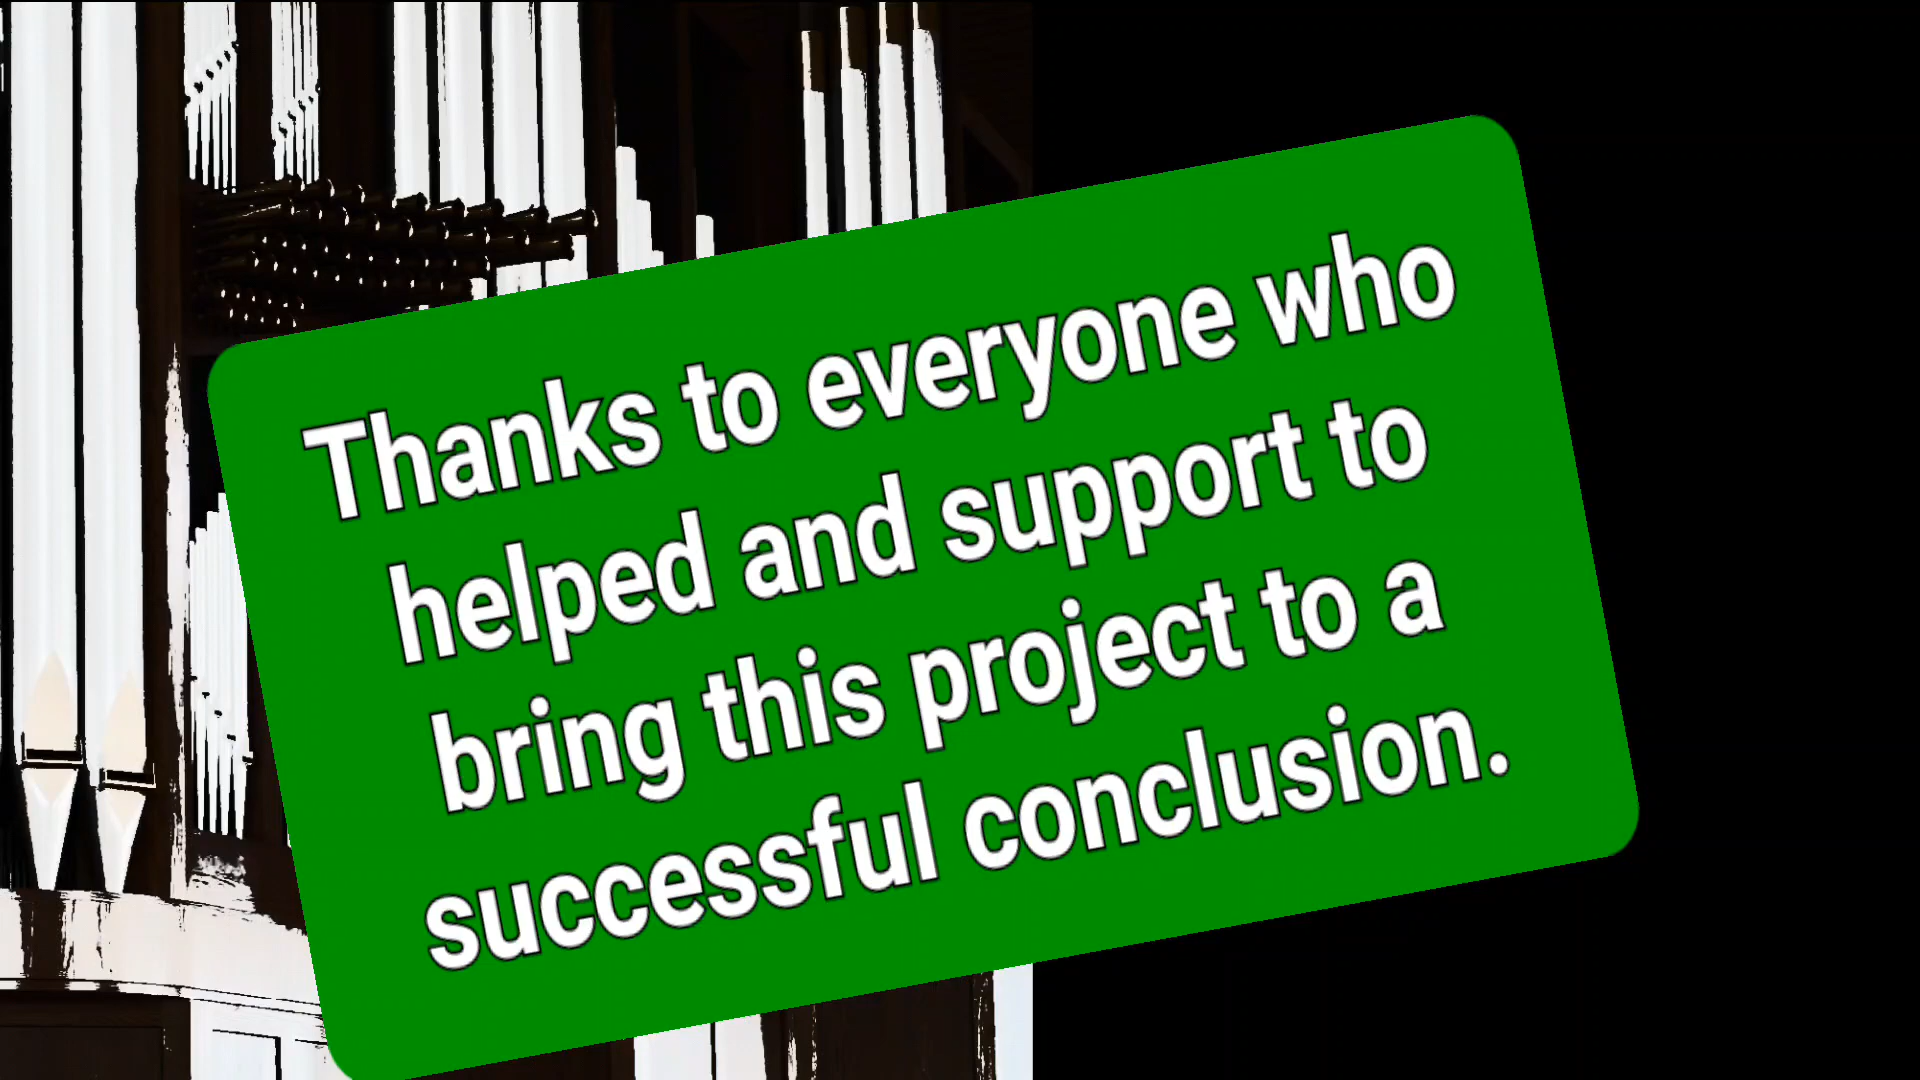 Thanks to everyone who
helped and support to
bring this project to a
successful conclusion.